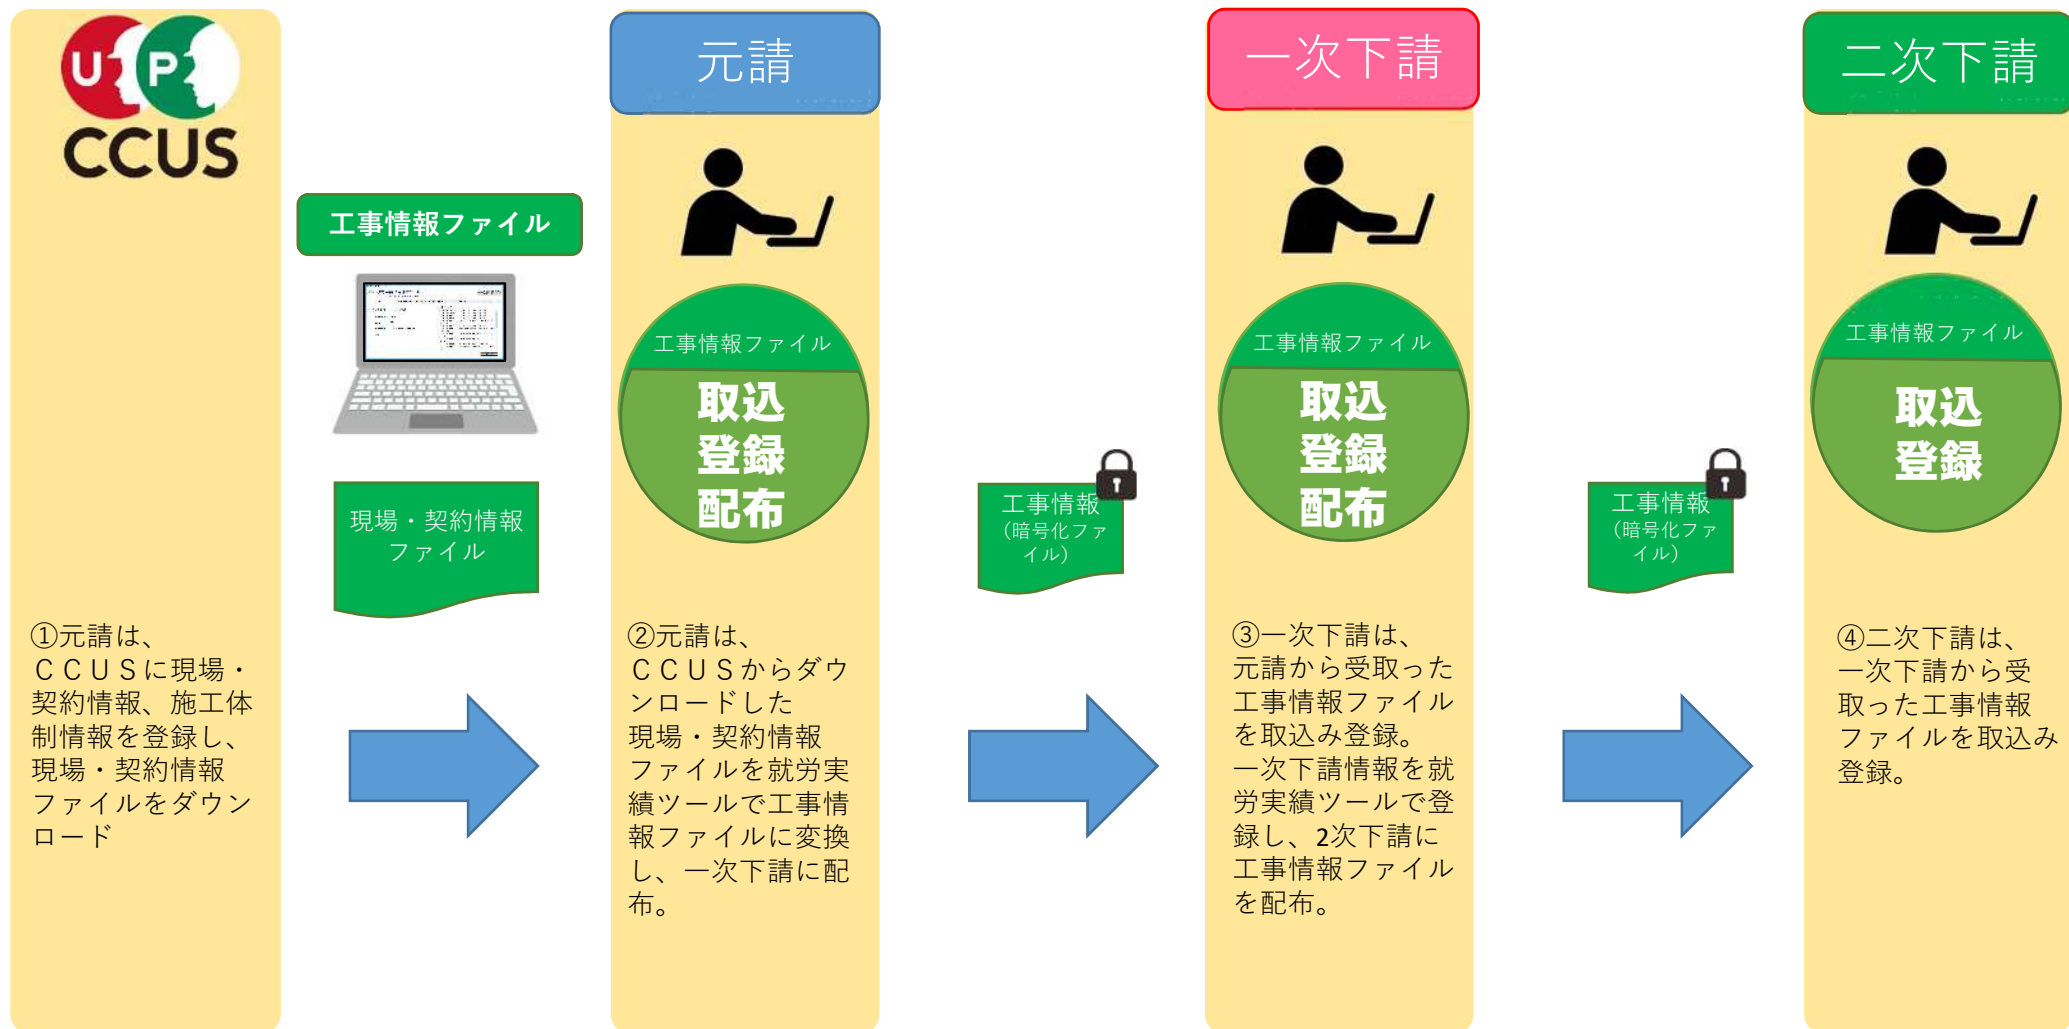 UP
CCUS
①元請は、
ＣＣＵＳに現場・
契約情報、施工体
制情報を登録し、
現場・契約情報
ファイルをダウン
ロード
工事情報ファイル
現場・契約情報
ファイル
元請
工事情報ファイル
取込
登録
配布
②元請は、
ＣＣＵＳからダウ
ンロードした
現場・契約情報
ファイルを就労実
績ツールで工事情
報ファイルに変換
し、一次下請に配
布。
工事情報
（暗号化ファ
イル）
一次下請
工事情報ファイル
取込
登録
配布
③一次下請は、
元請から受取った
工事情報ファイル
を取込み登録。
一次下請情報を就
労実績ツールで登
録し、2次下請に
工事情報ファイル
を配布。
工事情報
（暗号化ファ
イル）
二次下請
工事情報ファイル
取込
登録
④二次下請は、
一次下請から受
取った工事情報
ファイルを取込み
登録。